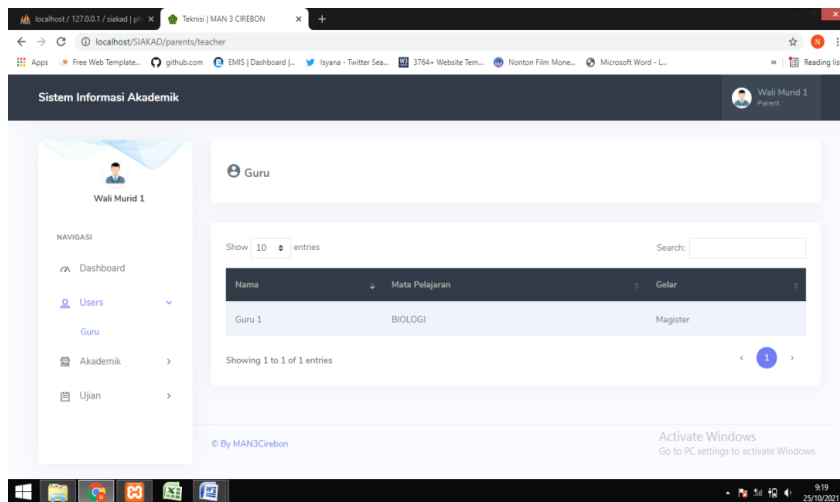 localhost / 127.0.0.1 / siakad | ph
Teknisi | MAN 3 CIREBON
localhost/SIAKAD/parents/teacher
N
Apps
Free Web Template...
github.com
EMIS | Dashboard |...
Isyana - Twitter Sea...
3764+ Website Tem...
Nonton Film Mone...
Microsoft Word - L...
»
Reading lis
Sistem Informasi Akademik
Wali Murid 1
Parent
Wali Murid 1
NAVIGASI
Dashboard
Users
Guru
Akademik
Ujian
Guru
Show 10 entries
Search:
Nama Mata Pelajaran Gelar
Guru 1 BIOLOGI Magister
Showing 1 to 1 of 1 entries
‹ 1 ›
© By MAN3Cirebon
Activate Windows
Go to PC settings to activate Windows.
9:19
25/10/2021